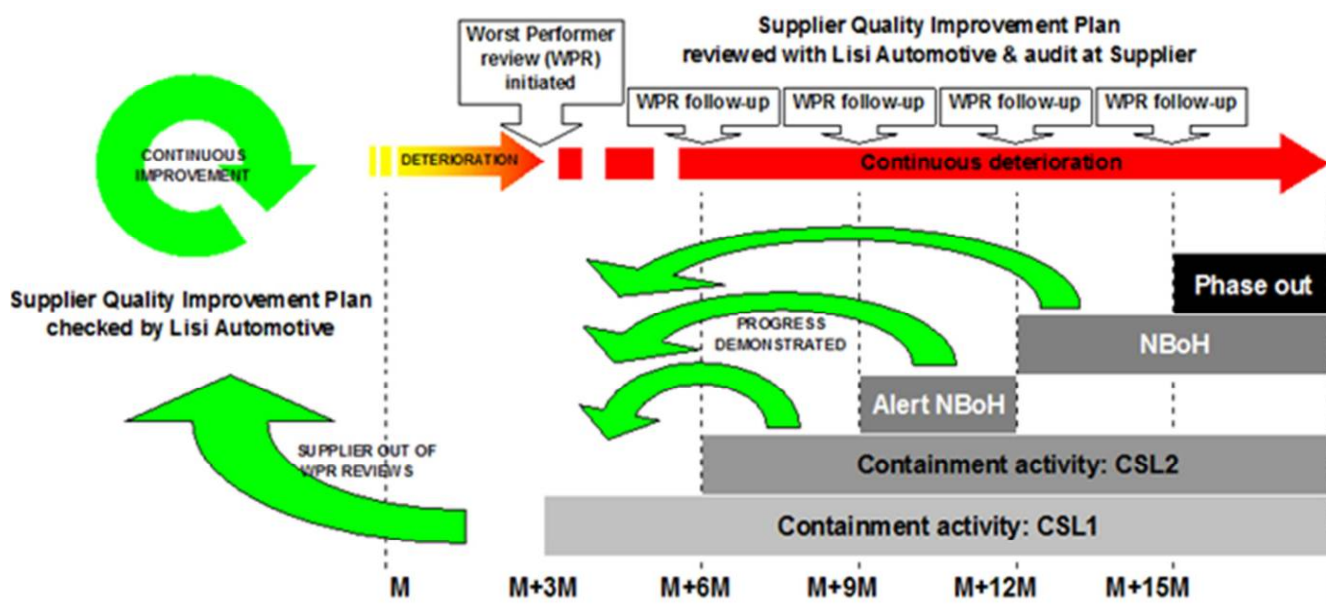 Supplier Quality Improvement Plan
reviewed with Lisi Automotive & audit at Supplier
Worst Performer
review (WPR)
initiated
WPR follow-up
WPR follow-up
WPR follow-up
WPR follow-up
CONTINUOUS
IMPROVEMENT
DETERIORATION
Continuous deterioration
Supplier Quality Improvement Plan
checked by Lisi Automotive
PROGRESS
DEMONSTRATED
Phase out
NBoH
Alert NBoH
SUPPLIER OUT OF
WPR REVIEWS
Containment activity: CSL2
Containment activity: CSL1
M
M+3M
M+6M
M+9M
M+12M
M+15M